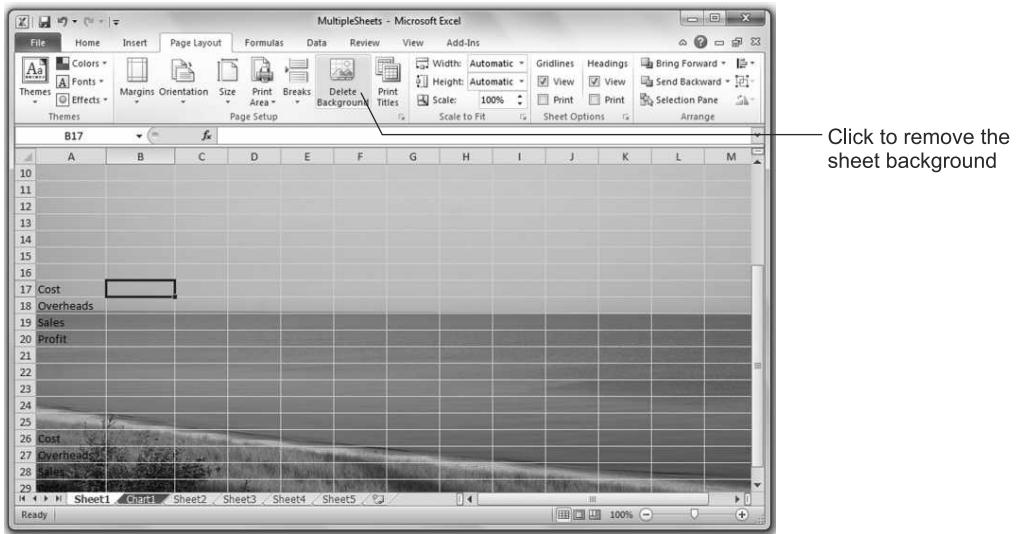 MultipleSheets - Microsoft Excel
File Home Insert Page Layout Formulas Data Review View Add-Ins
Colors Width: Automatic Gridlines Headings Bring Forward
Aa A Fonts Height: Automatic View View Send Backward
Themes Effects Margins Orientation Size Print Area Breaks Delete Background Print Titles Scale: 100% Print Print Selection Pane
Themes Page Setup Scale to Fit Sheet Options Arrange
B17 fx
Click to remove the
sheet background
A B C D E F G H I J K L M
10
11
12
13
14
15
16
17 Cost
18 Overheads
19 Sales
20 Profit
21
22
23
24
25
26 Cost
27 Overheads
28 Sales
29
Sheet1 Chart1 Sheet2 Sheet3 Sheet4 Sheet5
Ready 100%